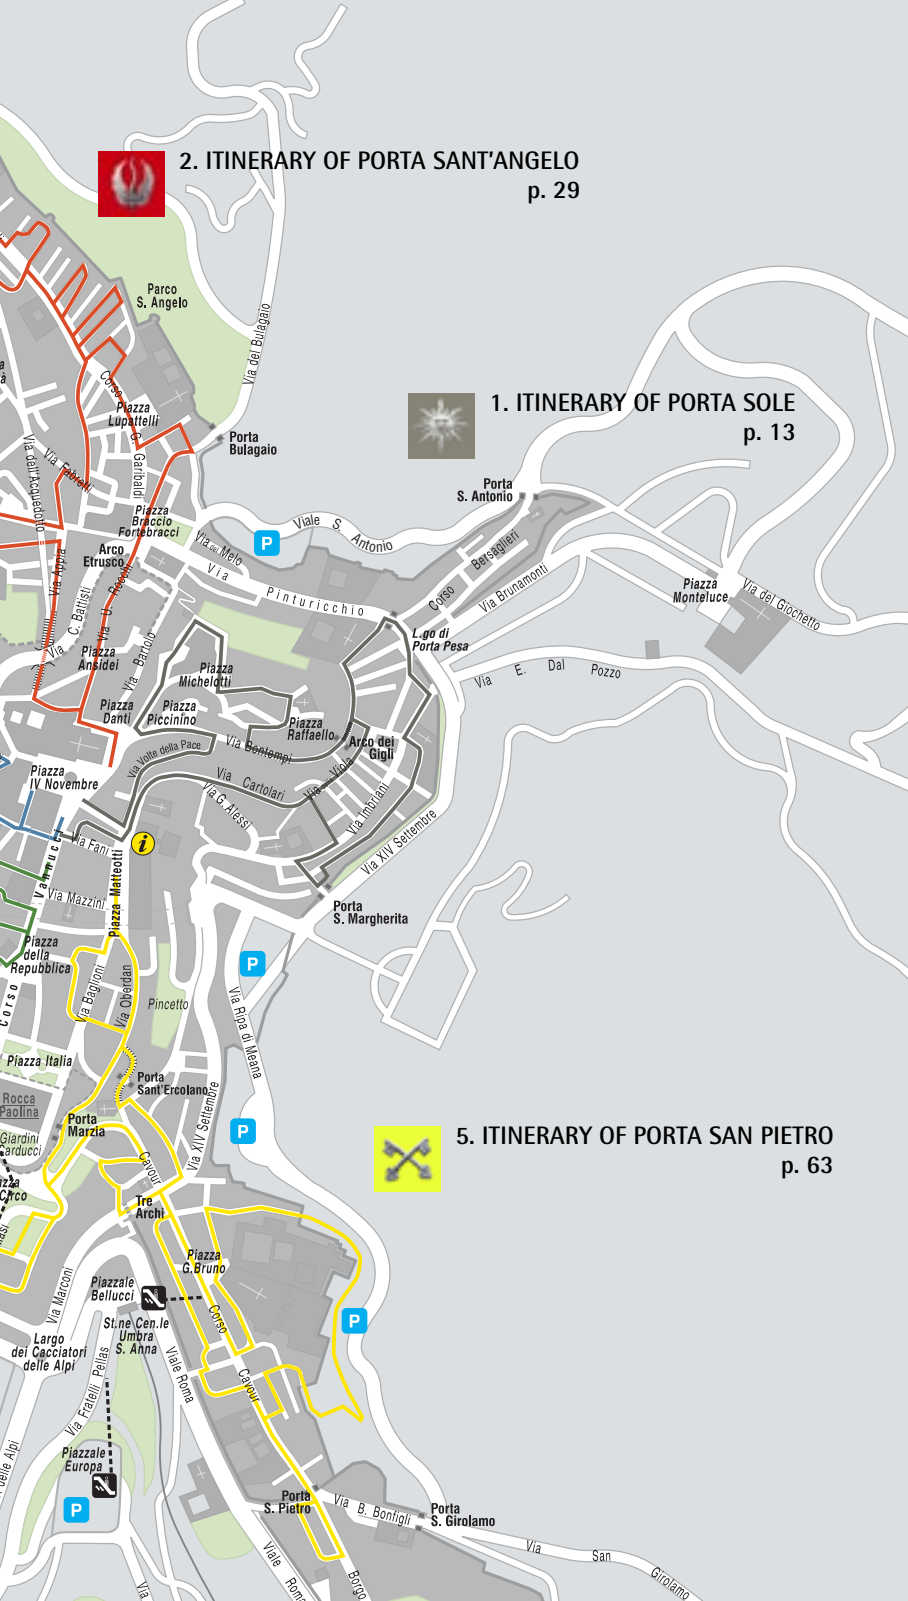 2. ITINERARY OF PORTA SANT'ANGELO
p. 29
Parco
S. Angelo
Via del Bulagaio
1. ITINERARY OF PORTA SOLE
p. 13
Corso
G. Garibaldi
Piazza
Lupattelli
Porta
Bulagaio
Via dell'Acquedotto
Via Fabretti
Porta
S. Antonio
Piazza
Braccio
Fortebracci
P
Viale S. Antonio
Arco
Etrusco
Via del Melo
Corso Bersaglieri
Via Appia
Via Pinturicchio
Via Brunamonti
Piazza
Monteluce
Via del Giochetto
Via C. Battisti
Via U. Rocchi
L.go di
Porta Pesa
Piazza
Ansidei
Via Bartolo
Piazza
Michelotti
Via E. Dal Pozzo
Piazza
Danti
Piazza
Piccinino
Piazza
Raffaello
Arco dei
Gigli
Via Volte della Pace
Via Bontempi
Piazza
IV Novembre
Via Cartolari
Via della Viola
Via G. Alessi
Via Imbriani
Via XIV Settembre
i
Via Fani
Corso Vannucci
Piazza Matteotti
Via Mazzini
Porta
S. Margherita
Piazza
della
Repubblica
P
Via Baglioni
Via Oberdan
Pincetto
Via Ripa di Meana
Piazza Italia
Porta
Sant'Ercolano
Rocca
Paolina
Via XIV Settembre
Porta
Marzia
P
5. ITINERARY OF PORTA SAN PIETRO
p. 63
Giardini
Carducci
Cavour
Tre
Archi
Piazza
G.Bruno
Via Marconi
Piazzale
Bellucci
St.ne Cen.le
Umbra
S. Anna
Corso
Cavour
P
Largo
dei Cacciatori
delle Alpi
Viale Roma
Via Fratelli Pellas
Piazzale
Europa
P
Porta
S. Pietro
Via B. Bonfigli
Porta
S. Girolamo
Via San Girolamo
Viale Roma
Borgo
Via